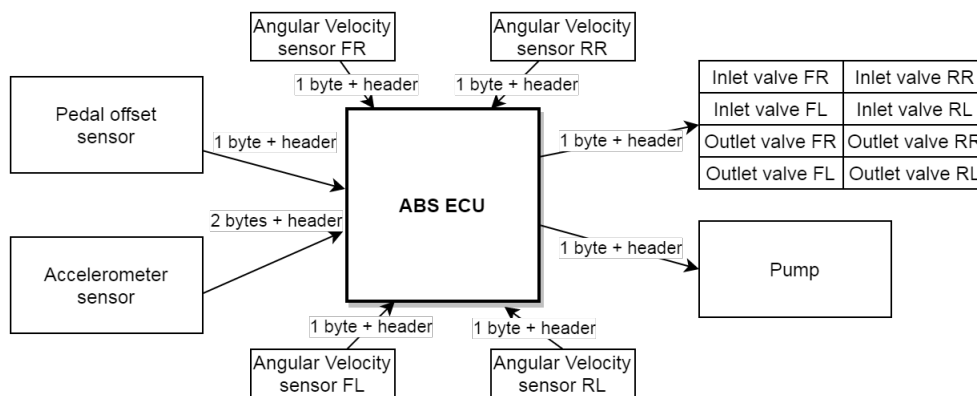 Angular Velocity
sensor FR
Angular Velocity
sensor RR
1 byte + header
1 byte + header
Pedal offset
sensor
1 byte + header
Inlet valve FR
Inlet valve RR
Inlet valve FL
Inlet valve RL
Outlet valve FR
Outlet valve RR
Outlet valve FL
Outlet valve RL
1 byte + header
ABS ECU
2 bytes + header
Accelerometer
sensor
1 byte + header
Pump
1 byte + header
1 byte + header
Angular Velocity
sensor FL
Angular Velocity
sensor RL